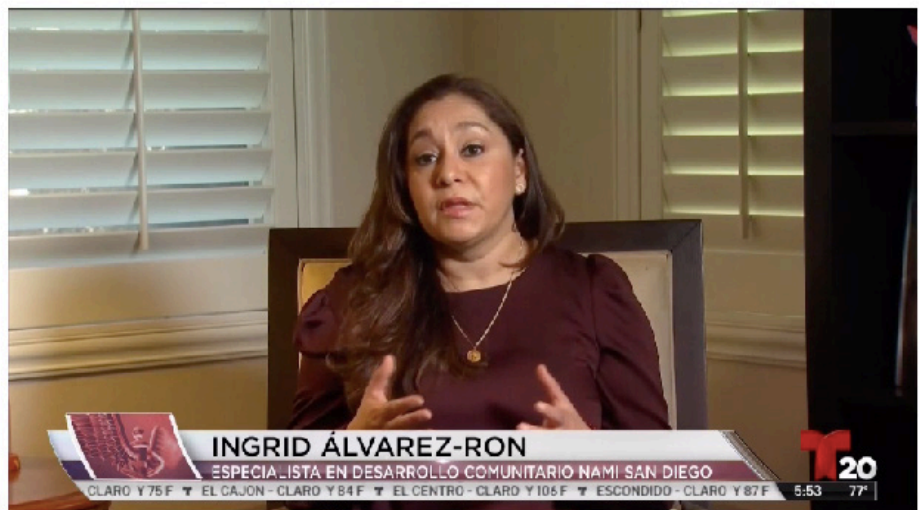 INGRID ÁLVAREZ-RON
ESPECIALISTA EN DESARROLLO COMUNITARIO NAMI SAN DIEGO
20
CLARO Y 75 F T EL CAJON - CLARO Y 84 F T EL CENTRO - CLARO Y 106 F T ESCONDIDO - CLARO Y 87 F
5:53 77°